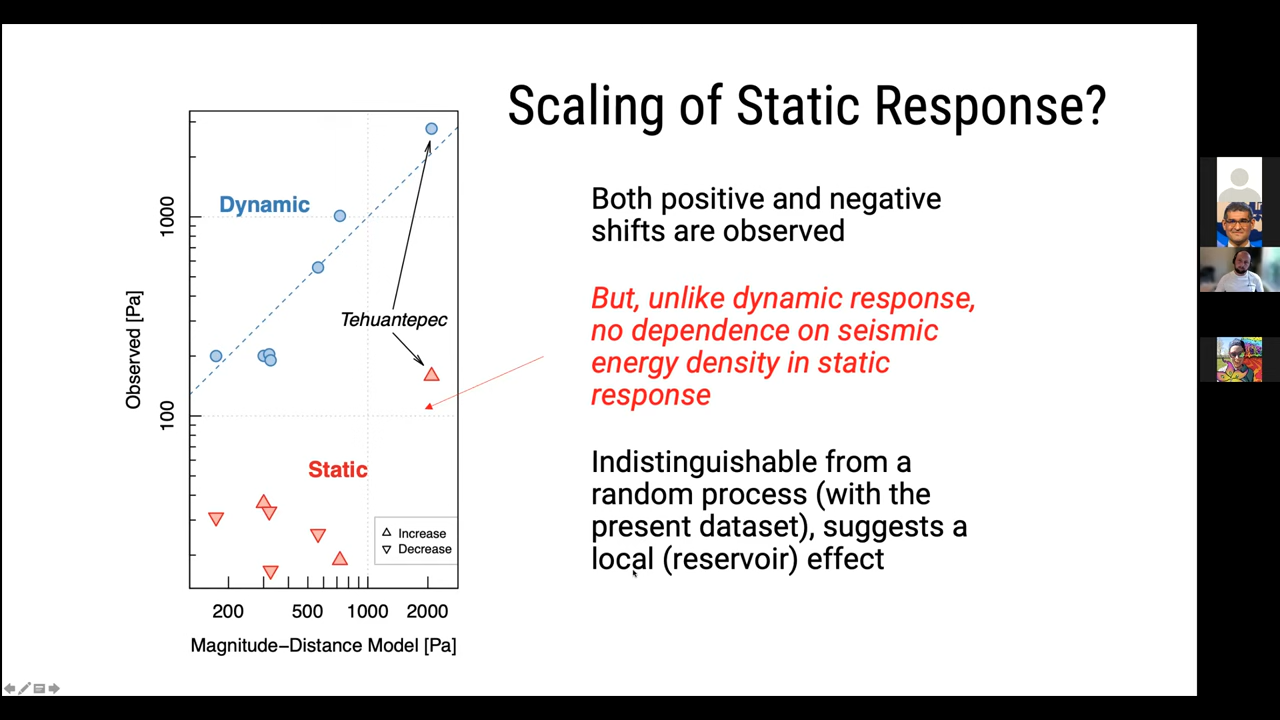 Scaling of Static Response?
Both positive and negative
shifts are observed
But, unlike dynamic response,
no dependence on seismic
energy density in static
response
Indistinguishable from a
random process (with the
present dataset), suggests a
local (reservoir) effect
Dynamic
Tehuantepec
Static
Increase
Decrease
Observed [Pa]
1000
100
200
500
1000
2000
Magnitude−Distance Model [Pa]